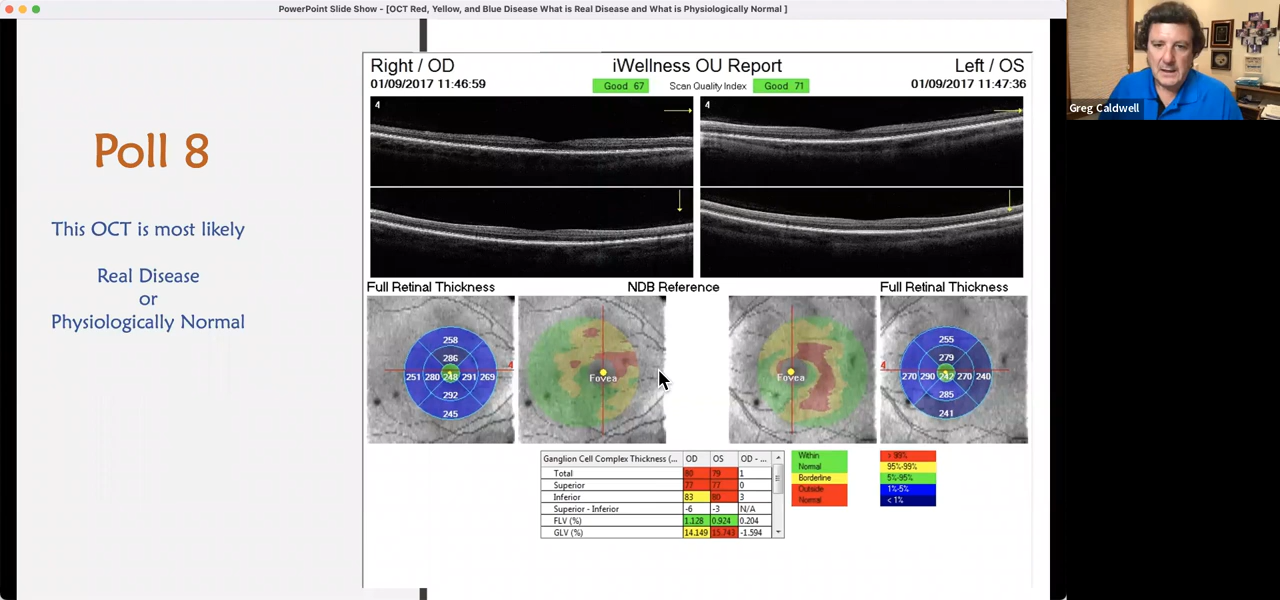 PowerPoint Slide Show - [OCT Red, Yellow, and Blue Disease What is Real Disease and What is Physiologically Normal ]
Greg Caldwell
Poll 8
This OCT is most likely
Real Disease
or
Physiologically Normal
Right / OD
iWellness OU Report
Left / OS
01/09/2017 11:46:59
Good 67
Scan Quality Index
Good 71
01/09/2017 11:47:36
4
4
Full Retinal Thickness
NDB Reference
Full Retinal Thickness
258
286
251 280 248 291 269
292
245
4
Fovea
Fovea
4
255
279
270 290 242 270 240
285
241
Ganglion Cell Complex Thickness (... OD OS OD - ...
Total 80 79 1
Superior 77 77 0
Inferior 83 80 3
Superior - Inferior -6 -3 N/A
FLV (%) 1.128 0.924 0.204
GLV (%) 14.149 15.743 -1.594
Within
Normal
Borderline
Outside
Normal
> 99%
95%-99%
5%-95%
1%-5%
< 1%